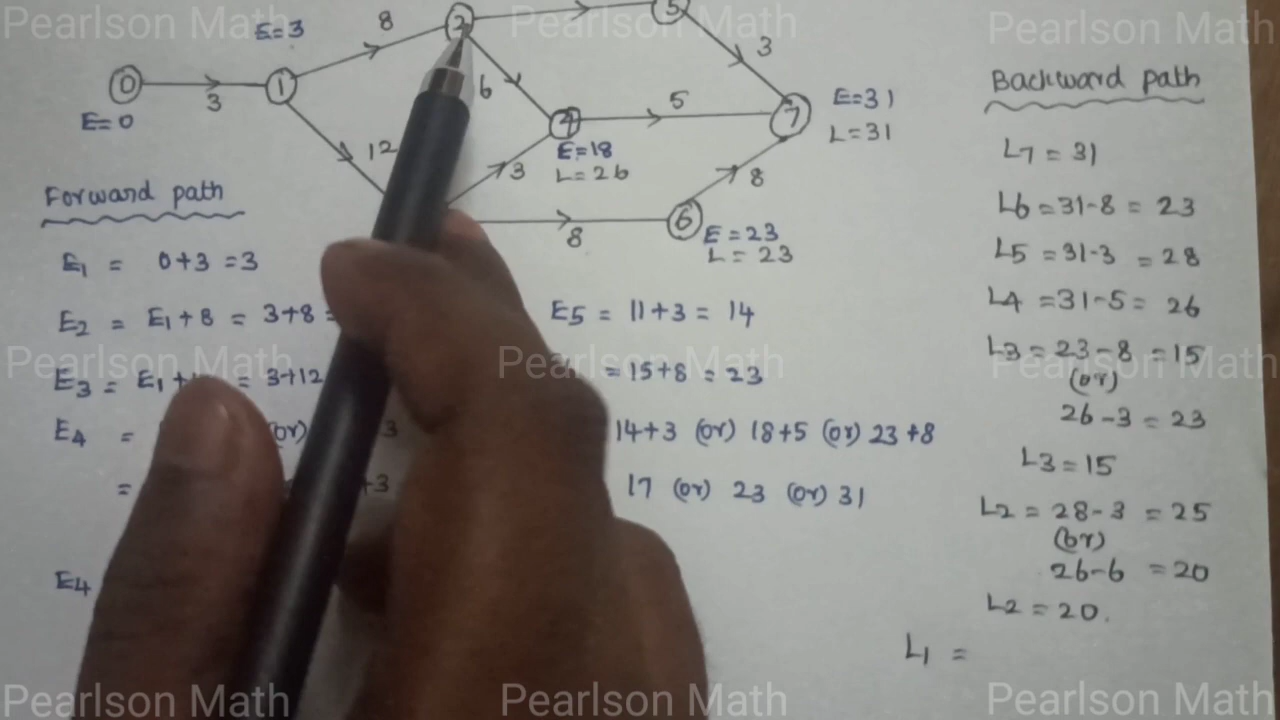 Pearlson Math Pearlson Math Pearlson Math
E=3 8 2 5
0 3 1 6 3
E=0
12 4 5 7
E=31
L=31
E=18
L=26
3 8
8 6
E=23
L=23
Forward path
E1 = 0+3 = 3
E2 = E1+8 = 3+8 =
E3 = E1+ = 3+12
E4 = (or) 3
= +3
E4
E5 = 11+3 = 14
= 15+8 = 23
14+3 (or) 18+5 (or) 23+8
17 (or) 23 (or) 31
Backward path
L7 = 31
L6 = 31-8 = 23
L5 = 31-3 = 28
L4 = 31-5 = 26
L3 = 23-8 = 15
(or)
26-3 = 23
L3 = 15
L2 = 28-3 = 25
(or)
26-6 = 20
L2 = 20.
L1 =
Pearlson Math Pearlson Math Pearlson Math
Pearlson Math Pearlson Math Pearlson Math